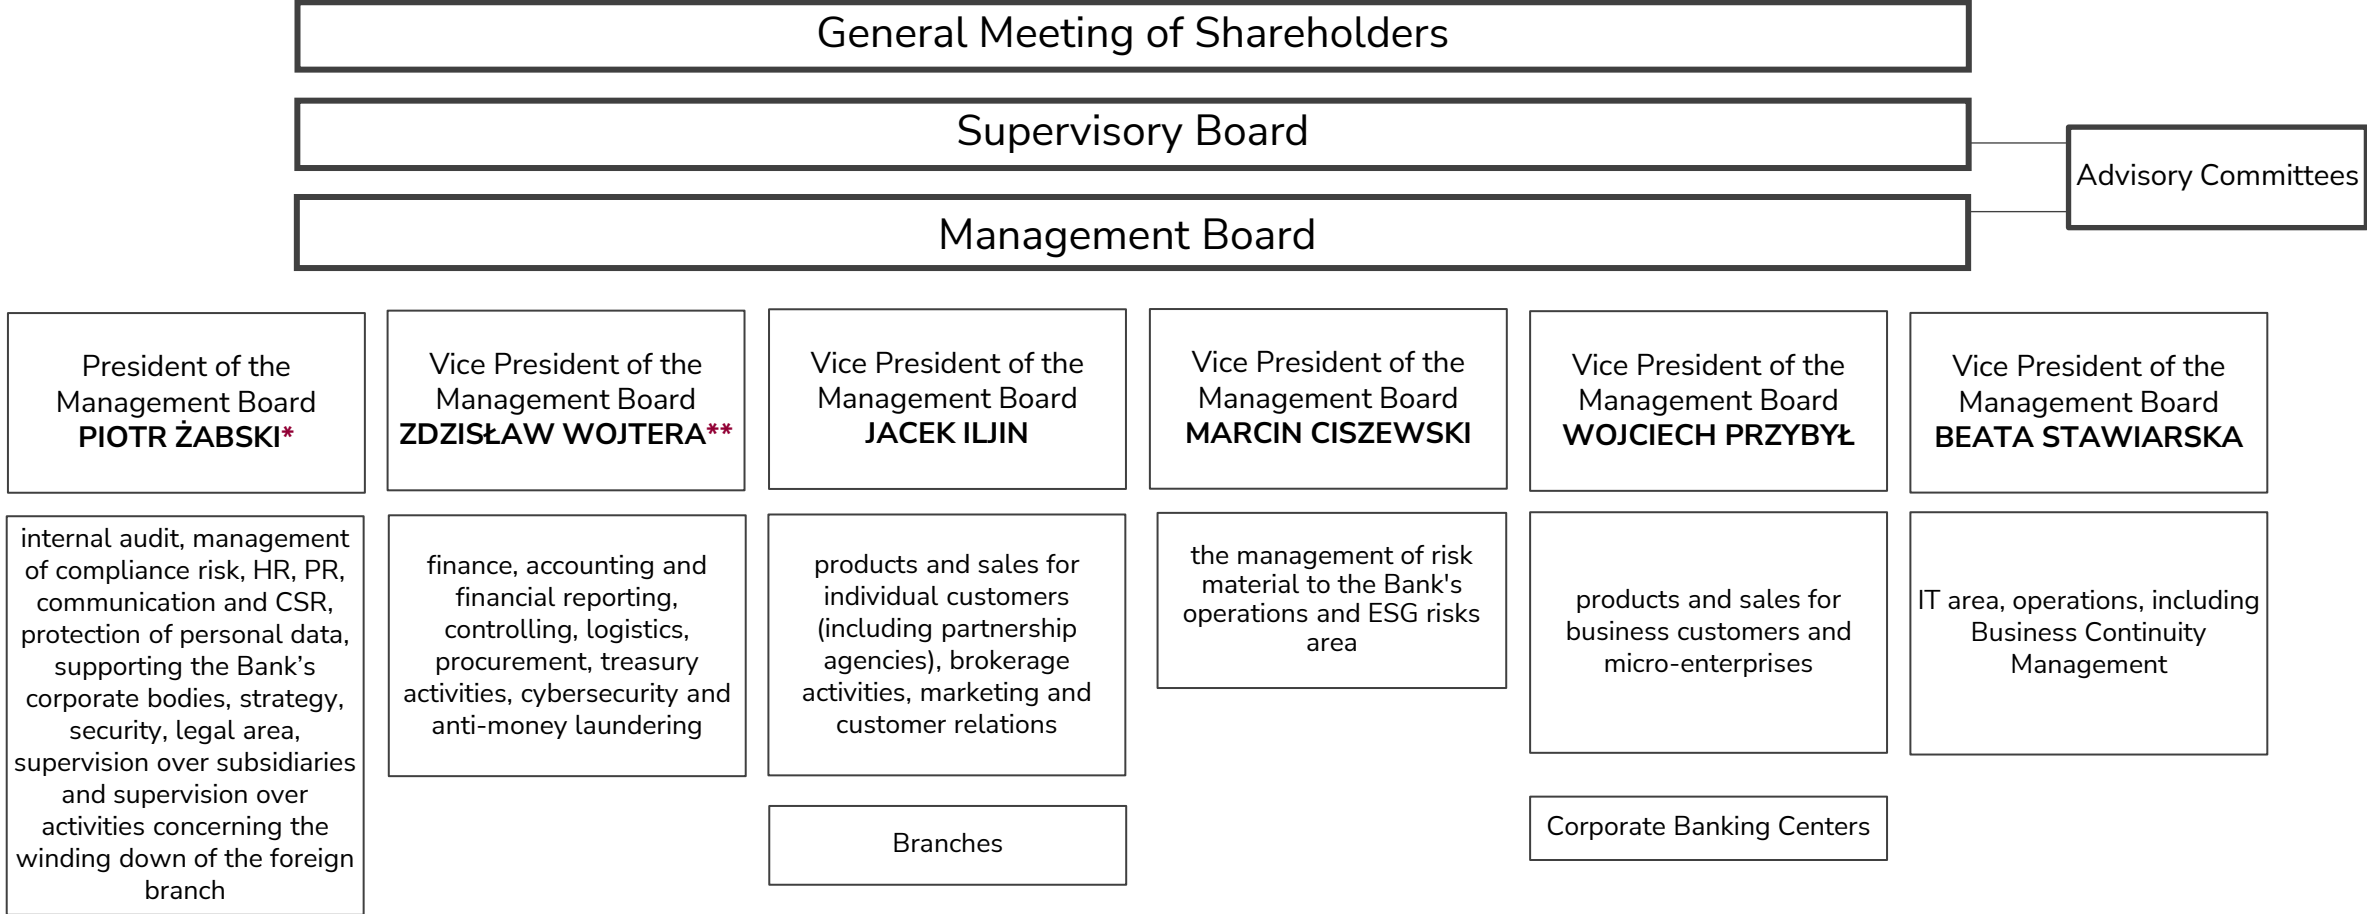 General Meeting of Shareholders
Supervisory Board
Advisory Committees
Management Board
President of the
Management Board
PIOTR ŻABSKI*
Vice President of the
Management Board
ZDZISŁAW WOJTERA**
Vice President of the
Management Board
JACEK ILJIN
Vice President of the
Management Board
MARCIN CISZEWSKI
Vice President of the
Management Board
WOJCIECH PRZYBYŁ
Vice President of the
Management Board
BEATA STAWIARSKA
internal audit, management
of compliance risk, HR, PR,
communication and CSR,
protection of personal data,
supporting the Bank’s
corporate bodies, strategy,
security, legal area,
supervision over subsidiaries
and supervision over
activities concerning the
winding down of the foreign
branch
finance, accounting and
financial reporting,
controlling, logistics,
procurement, treasury
activities, cybersecurity and
anti-money laundering
products and sales for
individual customers
(including partnership
agencies), brokerage
activities, marketing and
customer relations
the management of risk
material to the Bank's
operations and ESG risks
area
products and sales for
business customers and
micro-enterprises
IT area, operations, including
Business Continuity
Management
Branches
Corporate Banking Centers